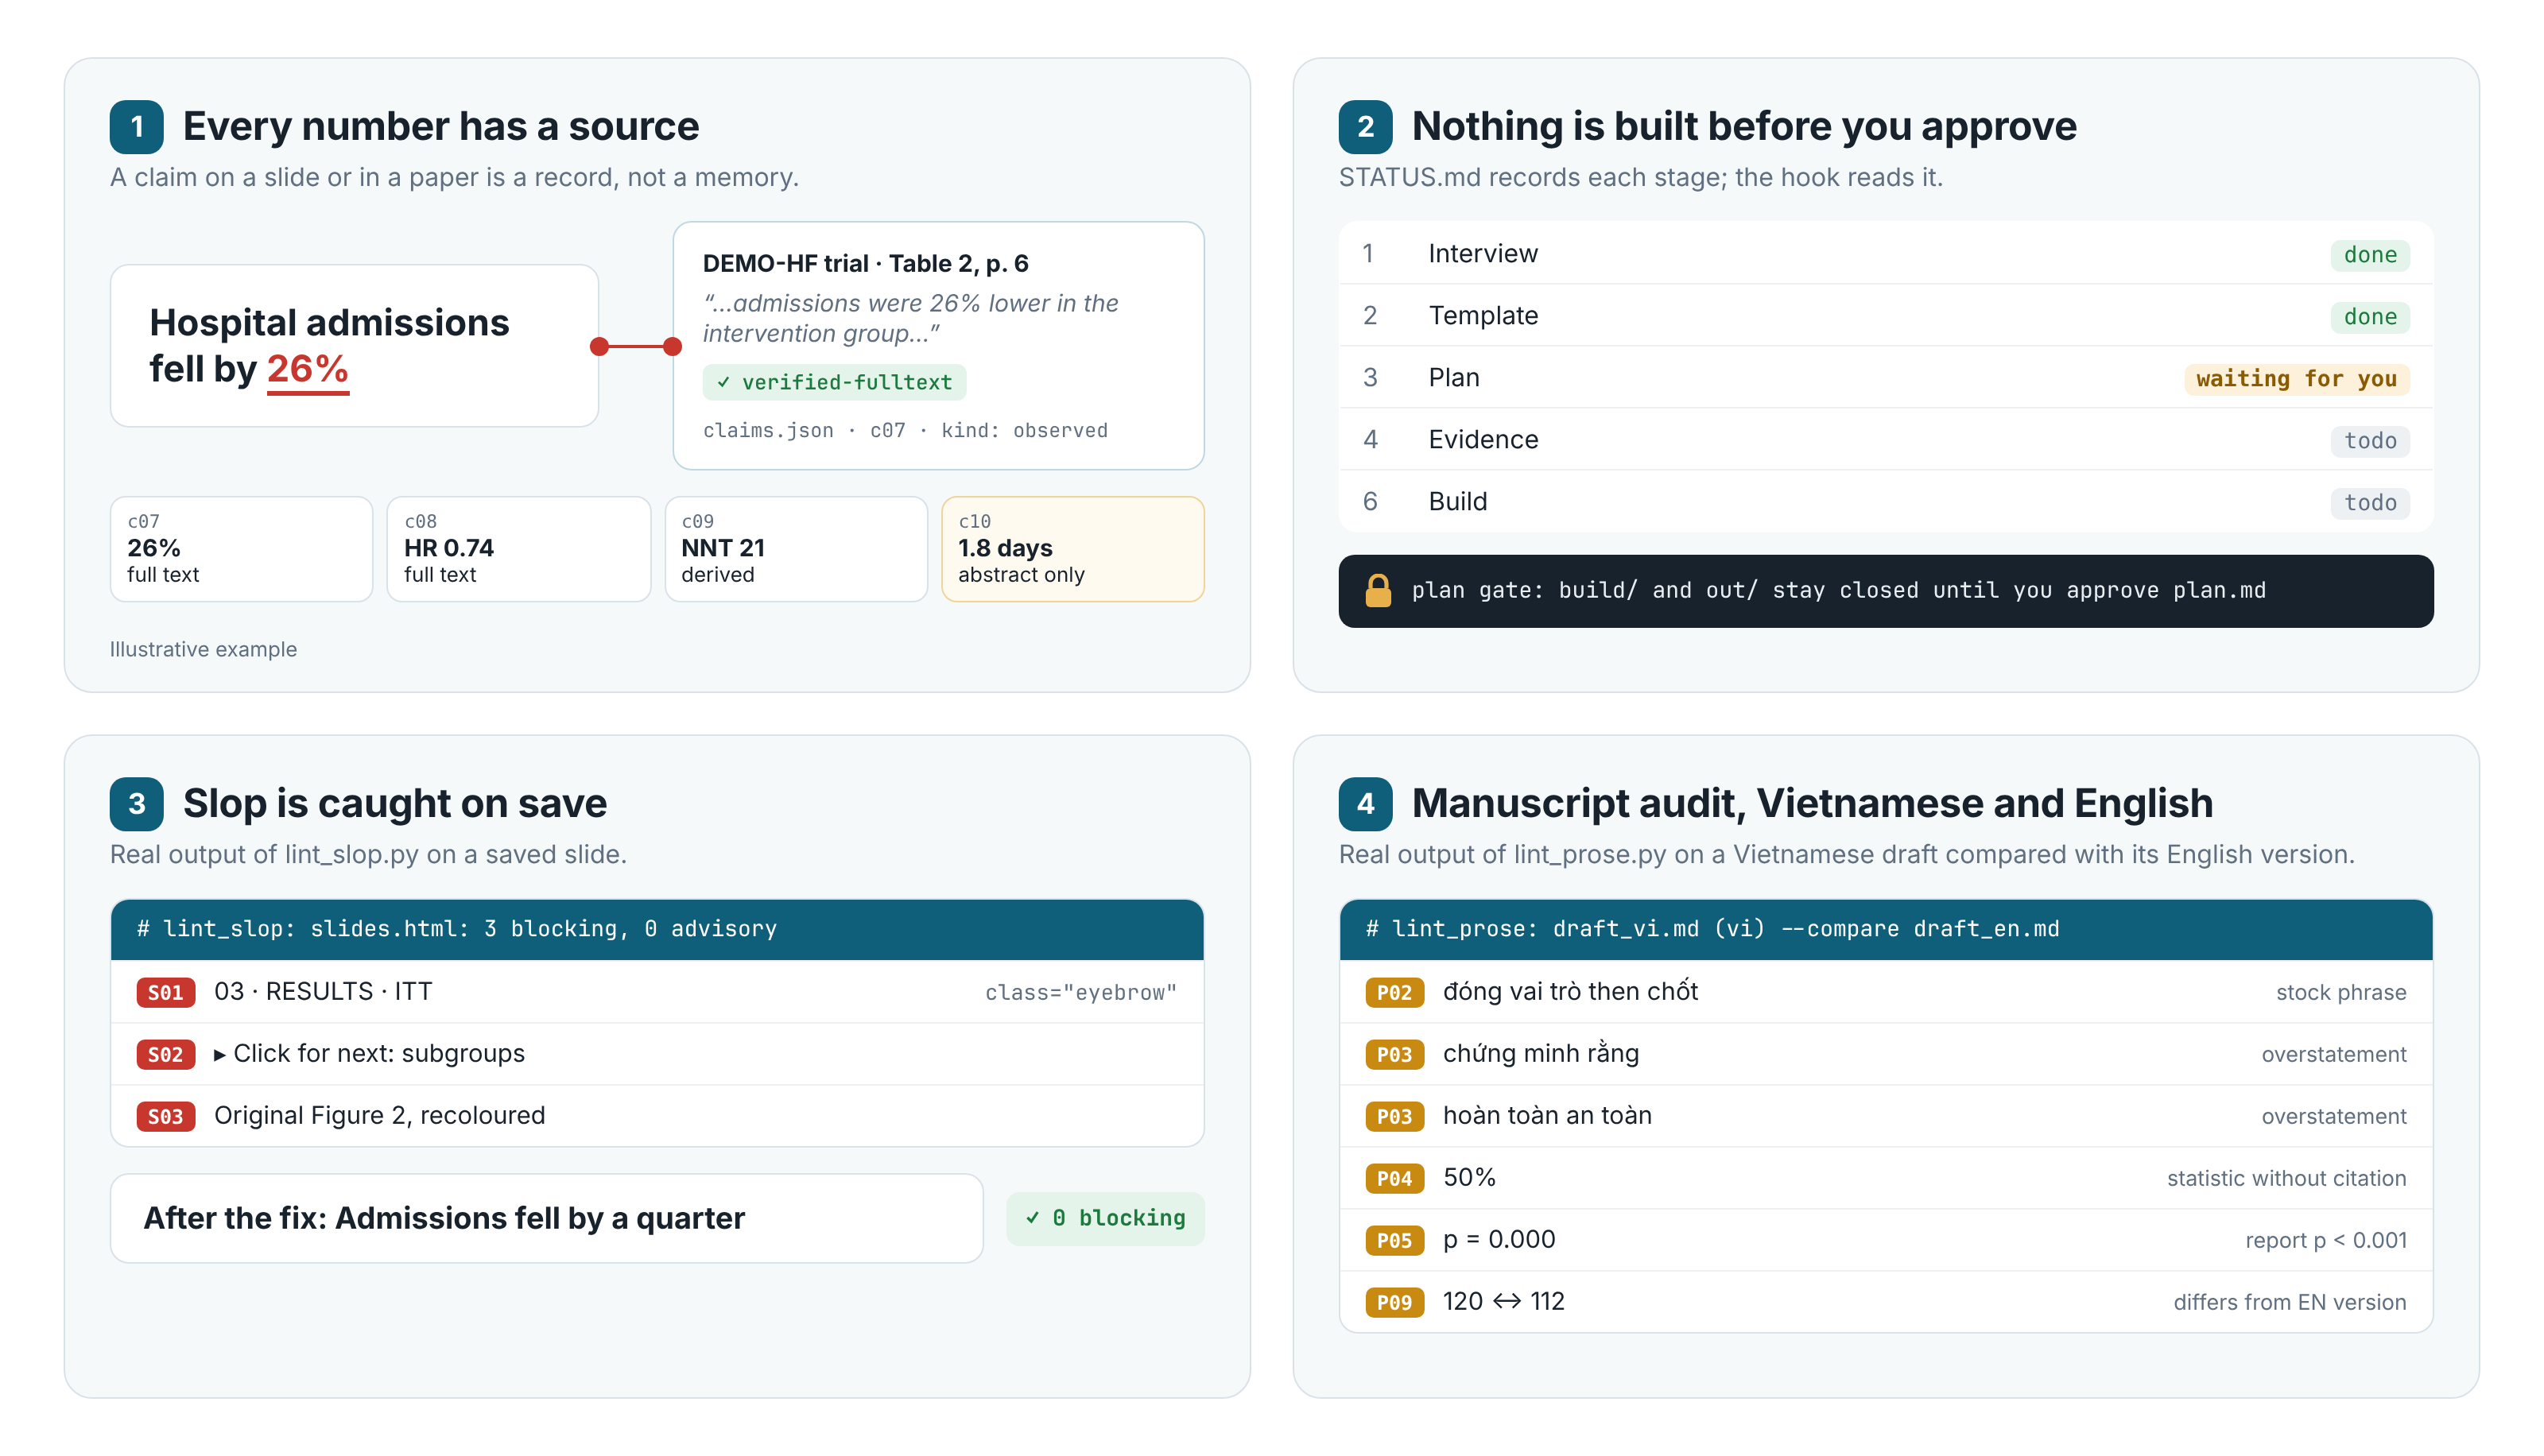 1 Every number has a source
A claim on a slide or in a paper is a record, not a memory.
Hospital admissions
fell by 26%
DEMO-HF trial · Table 2, p. 6
“…admissions were 26% lower in the
intervention group…”
✓ verified-fulltext
claims.json · c07 · kind: observed
c07
26%
full text
c08
HR 0.74
full text
c09
NNT 21
derived
c10
1.8 days
abstract only
Illustrative example
2 Nothing is built before you approve
STATUS.md records each stage; the hook reads it.
1 Interview done
2 Template done
3 Plan waiting for you
4 Evidence todo
6 Build todo
plan gate: build/ and out/ stay closed until you approve plan.md
3 Slop is caught on save
Real output of lint_slop.py on a saved slide.
# lint_slop: slides.html: 3 blocking, 0 advisory
S01 03 · RESULTS · ITT class="eyebrow"
S02 ▸ Click for next: subgroups
S03 Original Figure 2, recoloured
After the fix: Admissions fell by a quarter
✓ 0 blocking
4 Manuscript audit, Vietnamese and English
Real output of lint_prose.py on a Vietnamese draft compared with its English version.
# lint_prose: draft_vi.md (vi) --compare draft_en.md
P02 đóng vai trò then chốt stock phrase
P03 chứng minh rằng overstatement
P03 hoàn toàn an toàn overstatement
P04 50% statistic without citation
P05 p = 0.000 report p < 0.001
P09 120 ↔ 112 differs from EN version